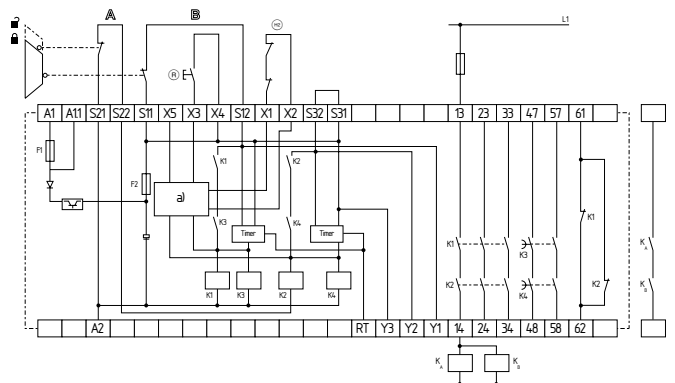 A B
H2
L1
R
A1 A1.1 S21 S22 S11 X5 X3 X4 S12 X1 X2 S32 S31 13 23 33 47 57 61
F1
K1 K2
F2
a)
K1
K3 K4
Timer Timer
K1
K3
K2
K4
K2
K1 K3 K2 K4
KA
KB
A2 RT Y3 Y2 Y1 14 24 34 48 58 62
KA KB